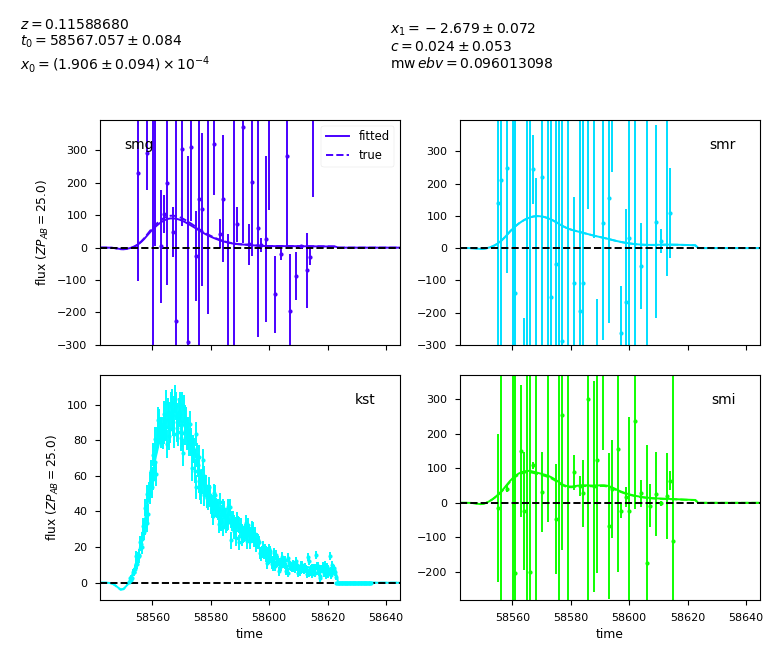 z = 0.11588680
t₀ = 58567.057 ± 0.084
x₀ = (1.906 ± 0.094) × 10⁻⁴
x₁ = −2.679 ± 0.072
c = 0.024 ± 0.053
mw ebv = 0.096013098
smg
fitted
true
300
200
100
0
−100
−200
−300
flux (ZP_AB = 25.0)
smr
300
200
100
0
−100
−200
−300
kst
100
80
60
40
20
0
flux (ZP_AB = 25.0)
58560 58580 58600 58620 58640
time
smi
300
200
100
0
−100
−200
58560 58580 58600 58620 58640
time